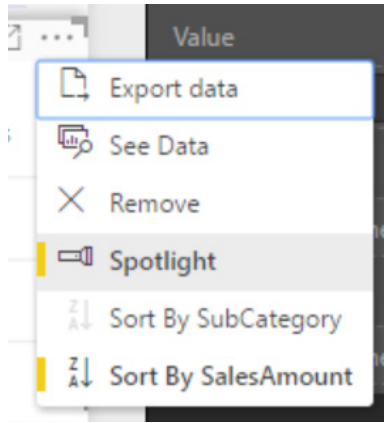 Value
Export data
See Data
Remove
Spotlight
Sort By SubCategory
Sort By SalesAmount